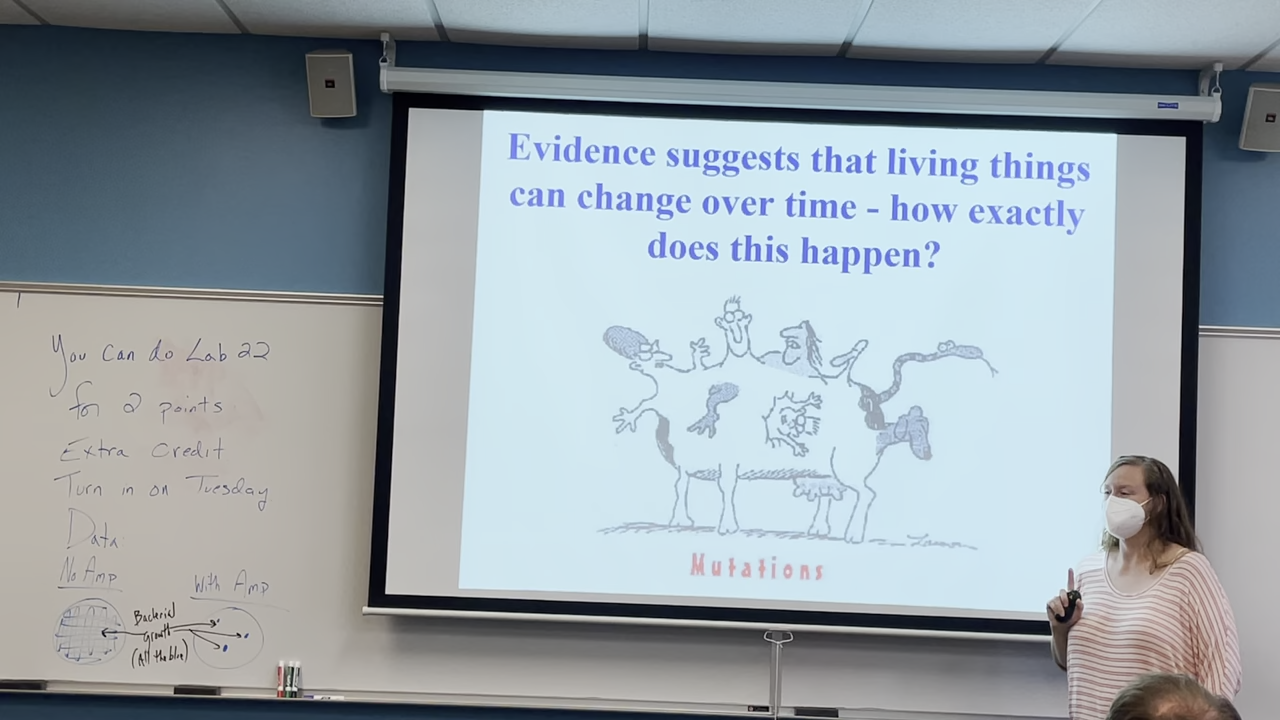 Evidence suggests that living things
can change over time - how exactly
does this happen?
Larson
Mutations
You can do Lab 22
for 2 points
Extra Credit
Turn in on Tuesday
Data
No Amp
With Amp
Bacterial
Growth
(All the blue)